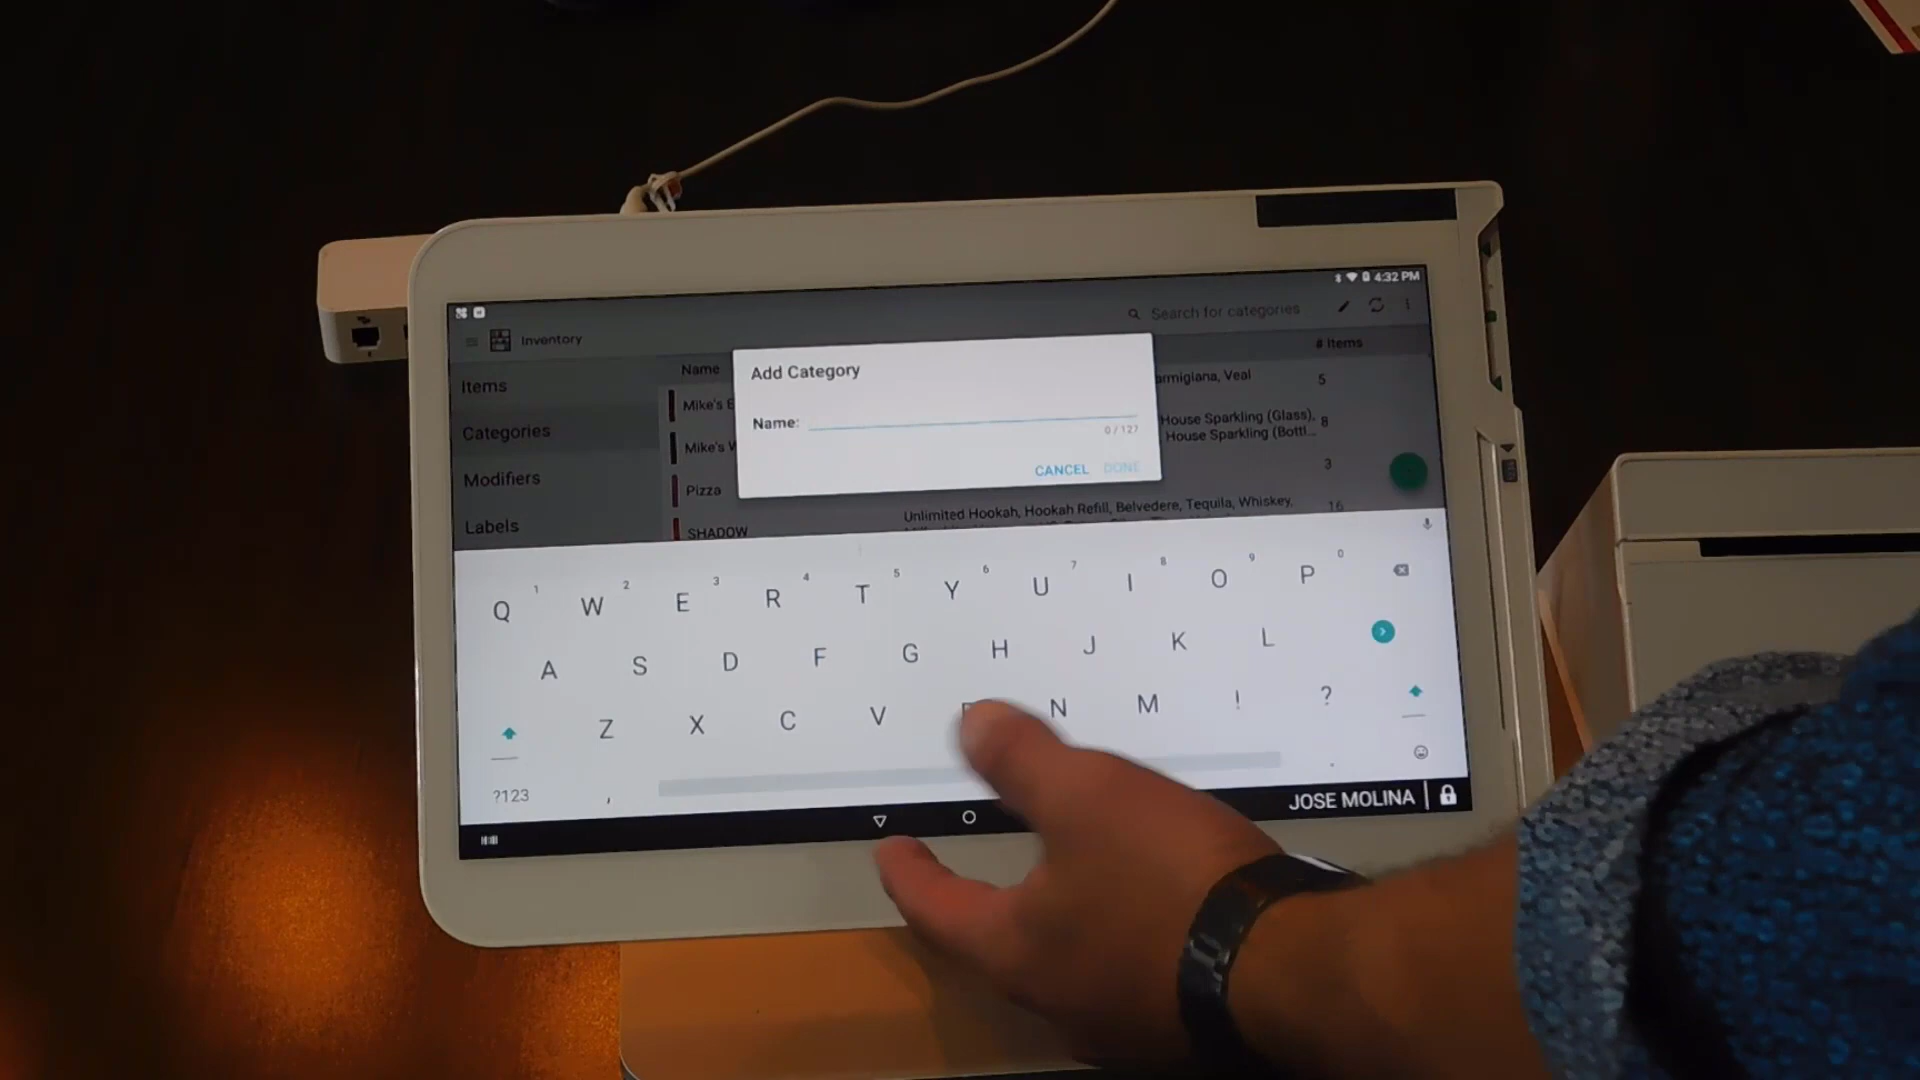 4:32 PM
Inventory
Search for categories
Items
Categories
Modifiers
Labels
Name
# Items
Mike's
Mike's
Pizza
SHADOW
Veal
5
House Sparkling (Glass),
House Sparkling (Bottl...
8
3
Unlimited Hookah, Hookah Refill, Belvedere, Tequila, Whiskey,
16
Add Category
Name:
0 / 127
CANCEL DONE
1 2 3 4 5 6 7 8 9 0
Q W E R T Y U I O P
A S D F G H J K L
Z X C V N M ! ?
?123 , .
JOSE MOLINA